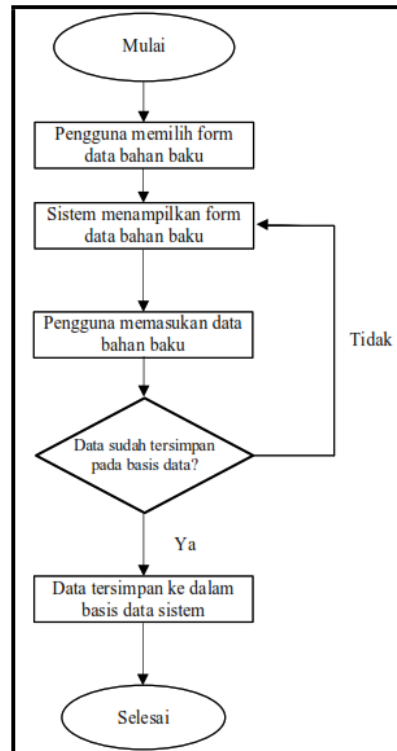 Mulai
Pengguna memilih form
data bahan baku
Sistem menampilkan form
data bahan baku
Pengguna memasukan data
bahan baku
Tidak
Data sudah tersimpan
pada basis data?
Ya
Data tersimpan ke dalam
basis data sistem
Selesai